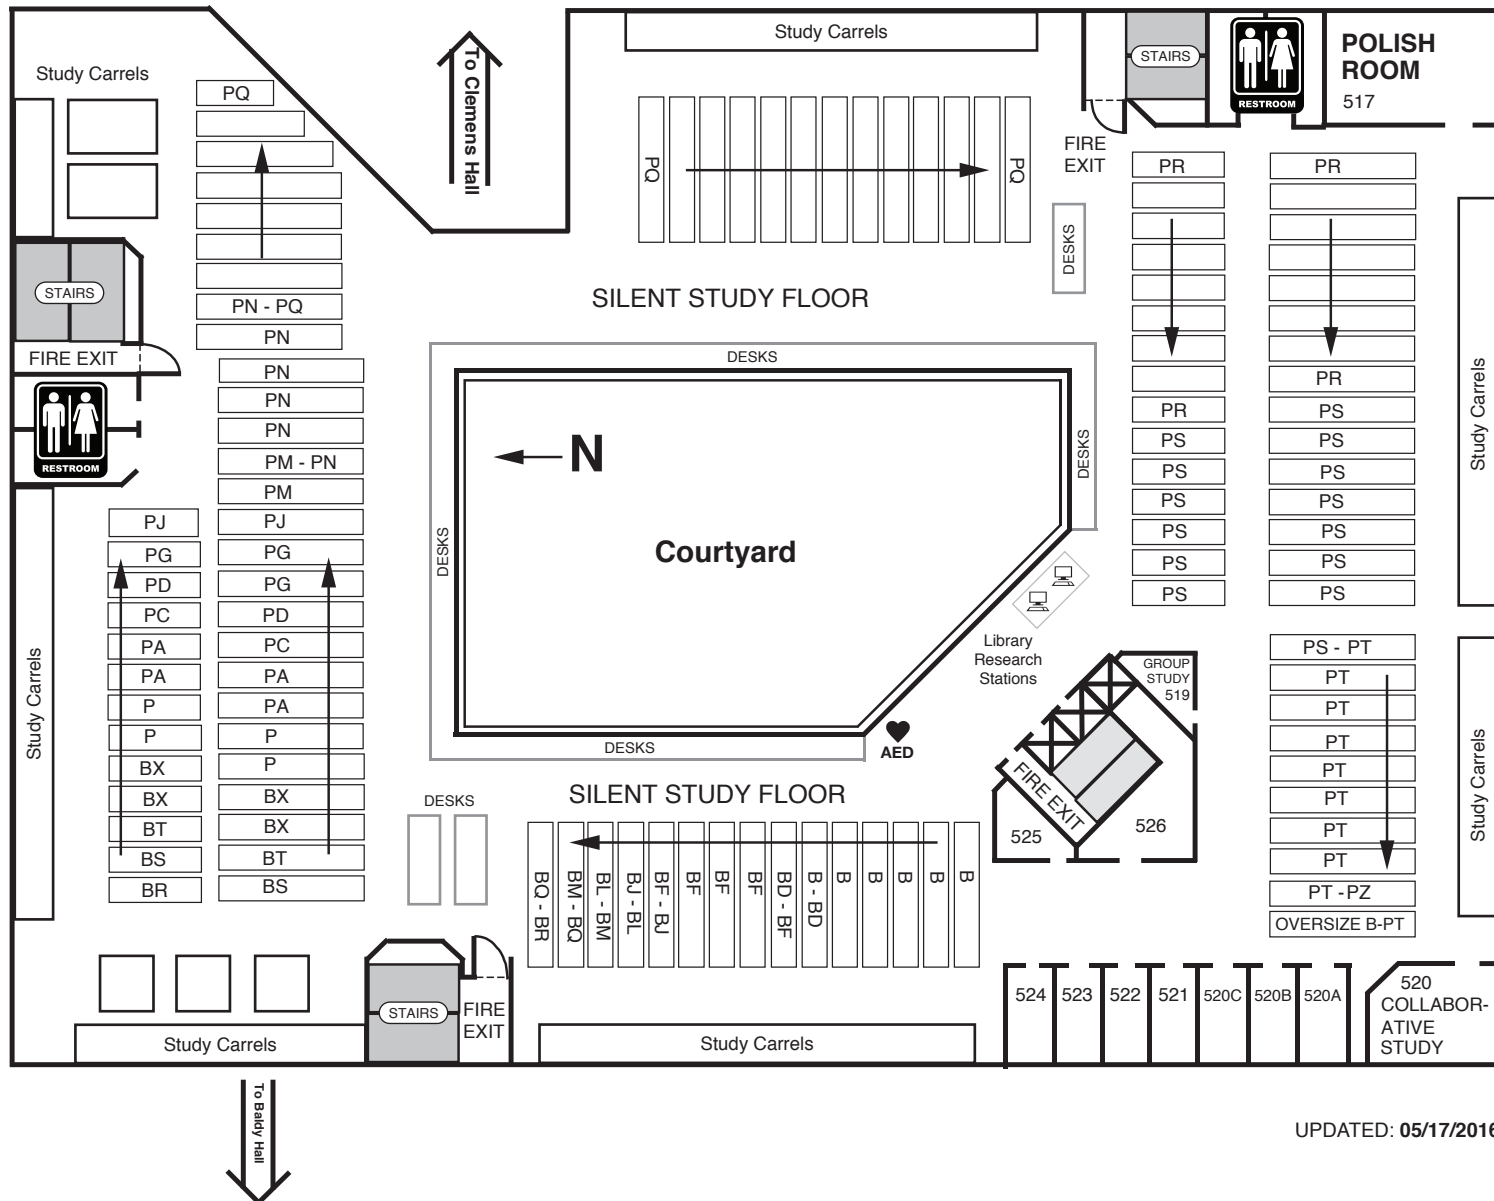 Study Carrels
POLISH
ROOM
517
STAIRS
RESTROOM
To Clemens Hall
Study Carrels
PQ
PQ
PQ
FIRE
EXIT
DESKS
PR
PR
STAIRS
FIRE EXIT
RESTROOM
PN - PQ
PN
PN
PN
PN
PM - PN
PM
PJ
PG
PG
PD
PC
PA
PA
P
P
BX
BX
BT
BS
PJ
PG
PD
PC
PA
PA
P
P
BX
BX
BT
BS
BR
Study Carrels
SILENT STUDY FLOOR
DESKS
DESKS
DESKS
DESKS
N
Courtyard
PR
PS
PS
PS
PS
PS
PS
PR
PS
PS
PS
PS
PS
PS
PS
Study Carrels
Library
Research
Stations
AED
GROUP
STUDY
519
FIRE EXIT
525
526
PS - PT
PT
PT
PT
PT
PT
PT
PT
PT -PZ
OVERSIZE B-PT
Study Carrels
DESKS
SILENT STUDY FLOOR
BQ - BR
BM - BQ
BL - BM
BJ - BL
BF - BJ
BF
BF
BF
BD - BF
B - BD
B
B
B
B
B
STAIRS
FIRE
EXIT
Study Carrels
Study Carrels
524
523
522
521
520C
520B
520A
520
COLLABOR-
ATIVE
STUDY
To Baldy Hall
UPDATED: 05/17/2016